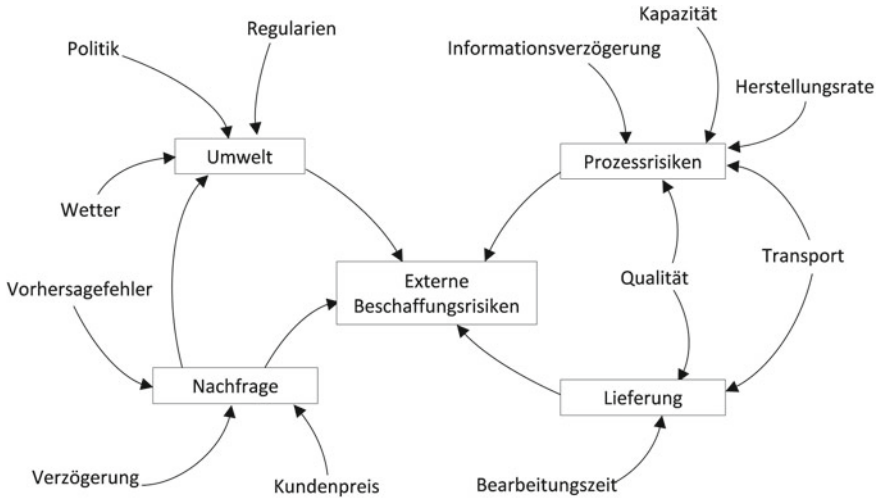 Kapazität
Regularien
Politik
Informationsverzögerung
Herstellungsrate
Umwelt
Prozessrisiken
Wetter
Transport
Externe
Beschaffungsrisiken
Qualität
Vorhersagefehler
Nachfrage
Lieferung
Verzögerung
Kundenpreis
Bearbeitungszeit